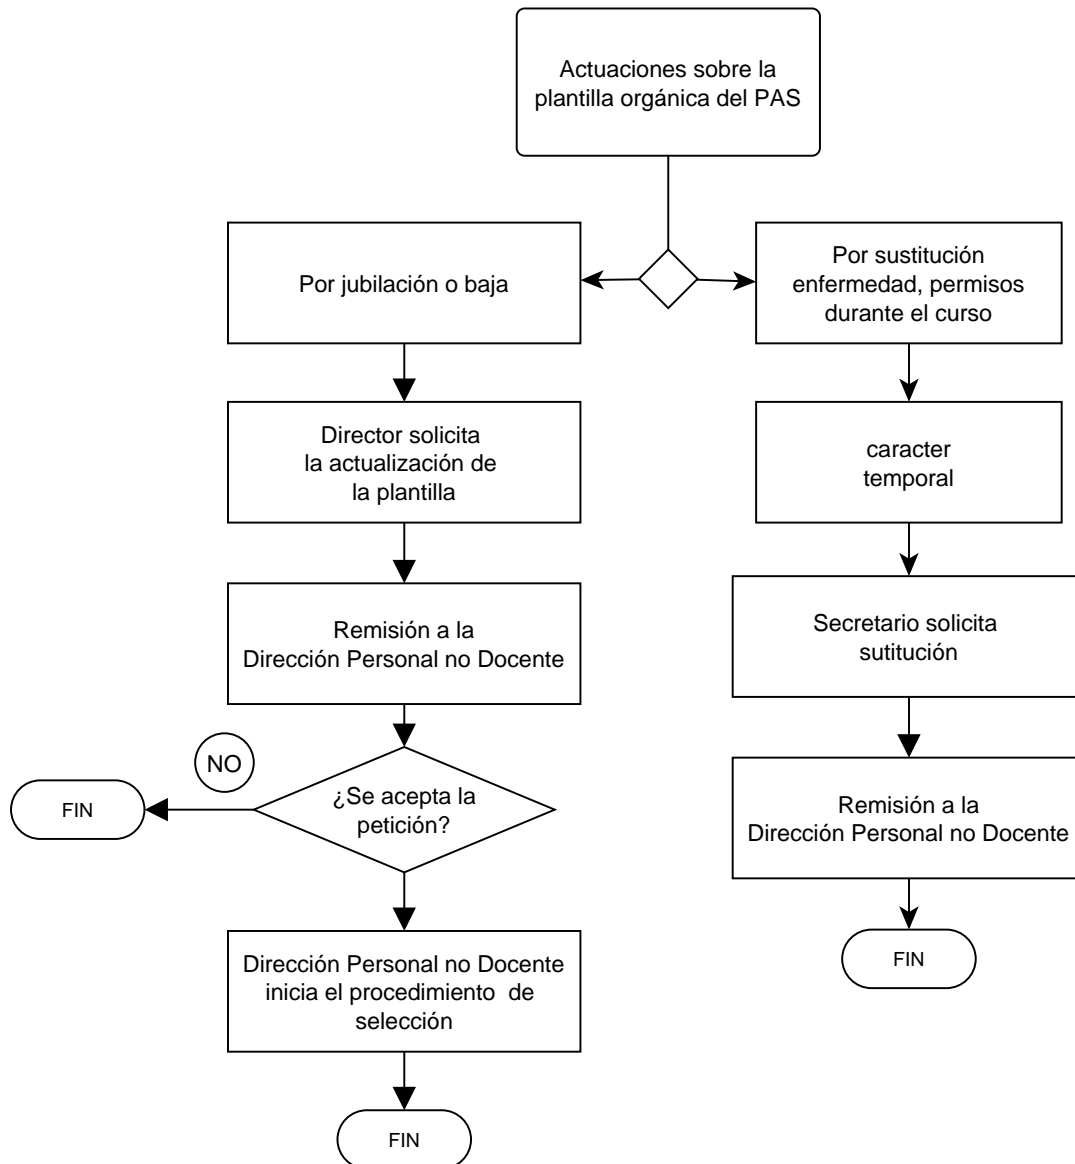 Actuaciones sobre la
plantilla orgánica del PAS
Por jubilación o baja
Por sustitución
enfermedad, permisos
durante el curso
Director solicita
la actualización de
la plantilla
caracter
temporal
Remisión a la
Dirección Personal no Docente
Secretario solicita
sutitución
NO
FIN
¿Se acepta la
petición?
Remisión a la
Dirección Personal no Docente
Dirección Personal no Docente
inicia el procedimiento de
selección
FIN
FIN